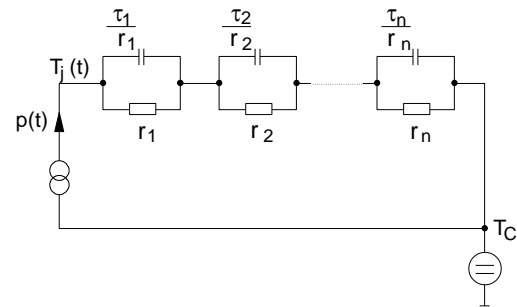 τ1 τ2 τn
r1 r2 rn
Tj (t)
r1 r2 rn
p(t)
TC